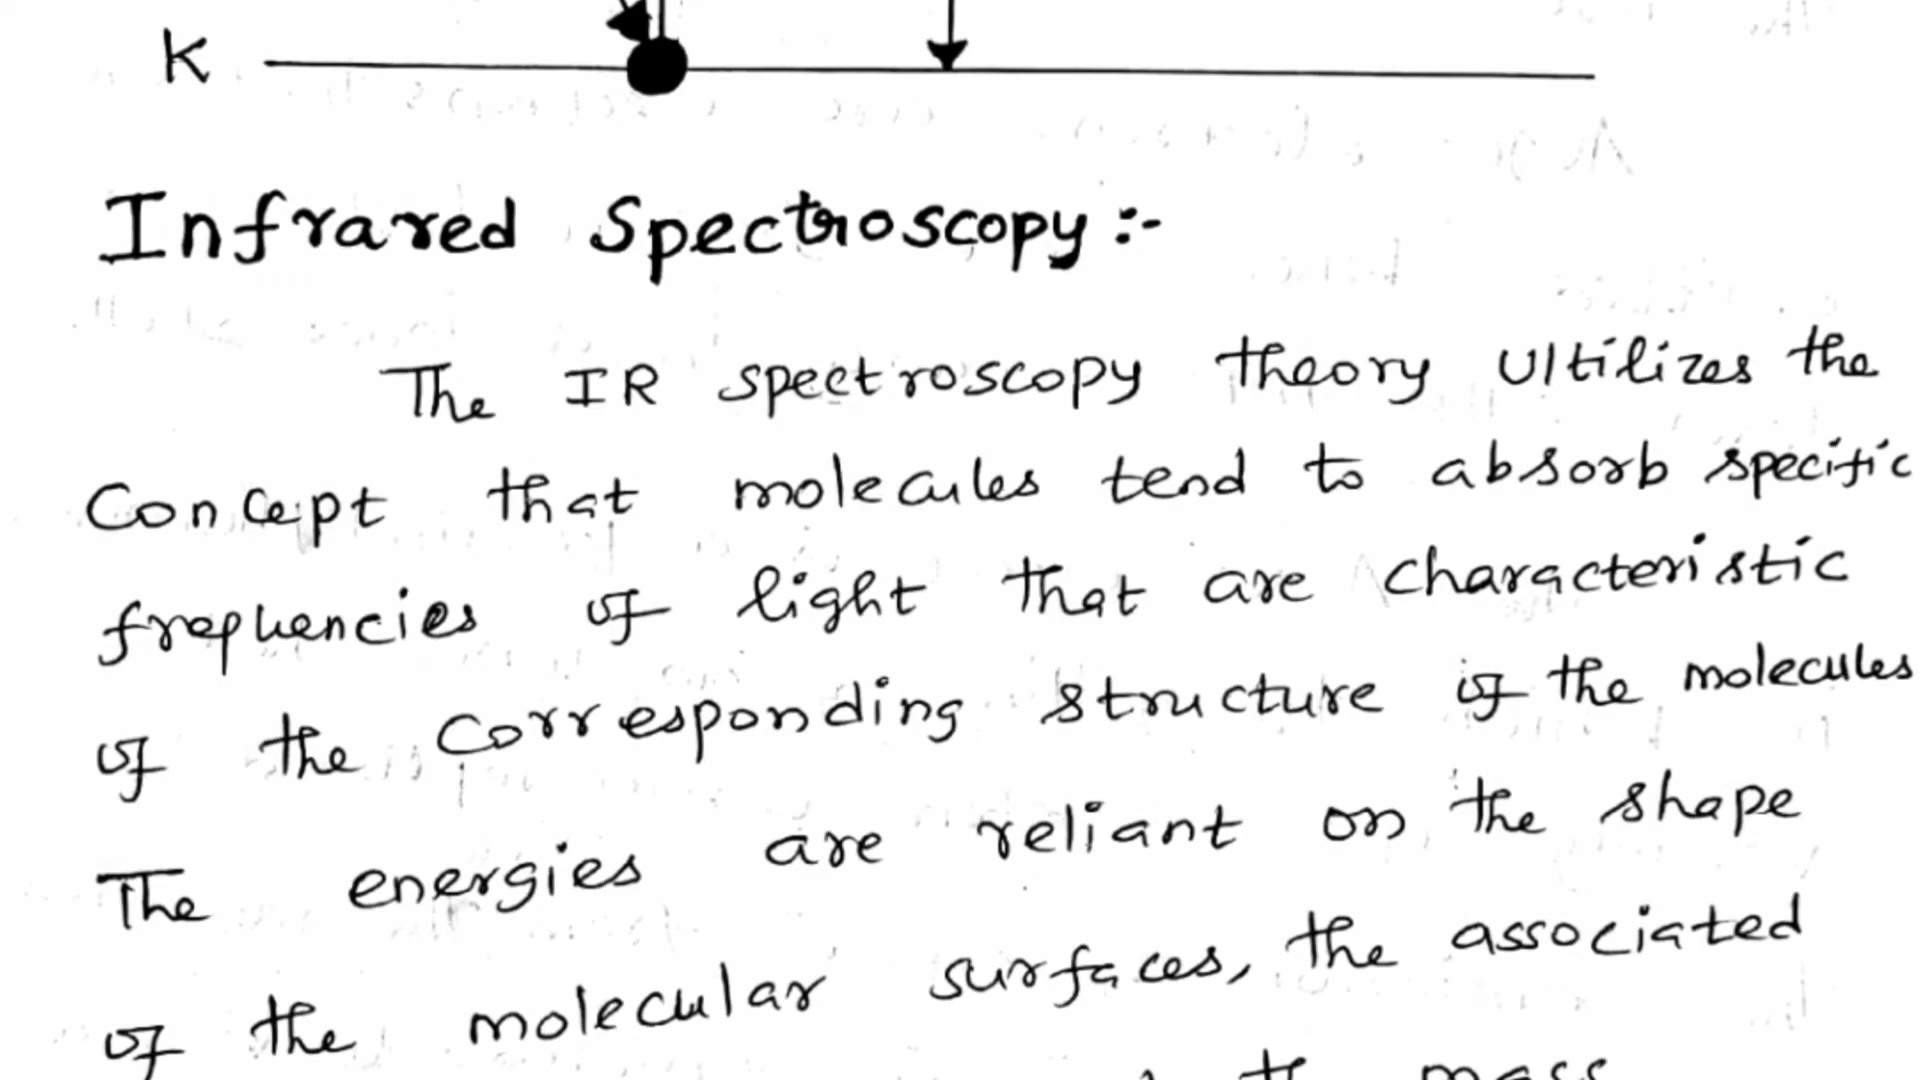 K
Infrared Spectroscopy :-
The IR spectroscopy theory Ultilizes the
Concept that molecules tend to absorb specific
frequencies of light that are characteristic
of the corresponding structure of the molecules
The energies are reliant on the shape
of the molecular surfaces, the associated
mass